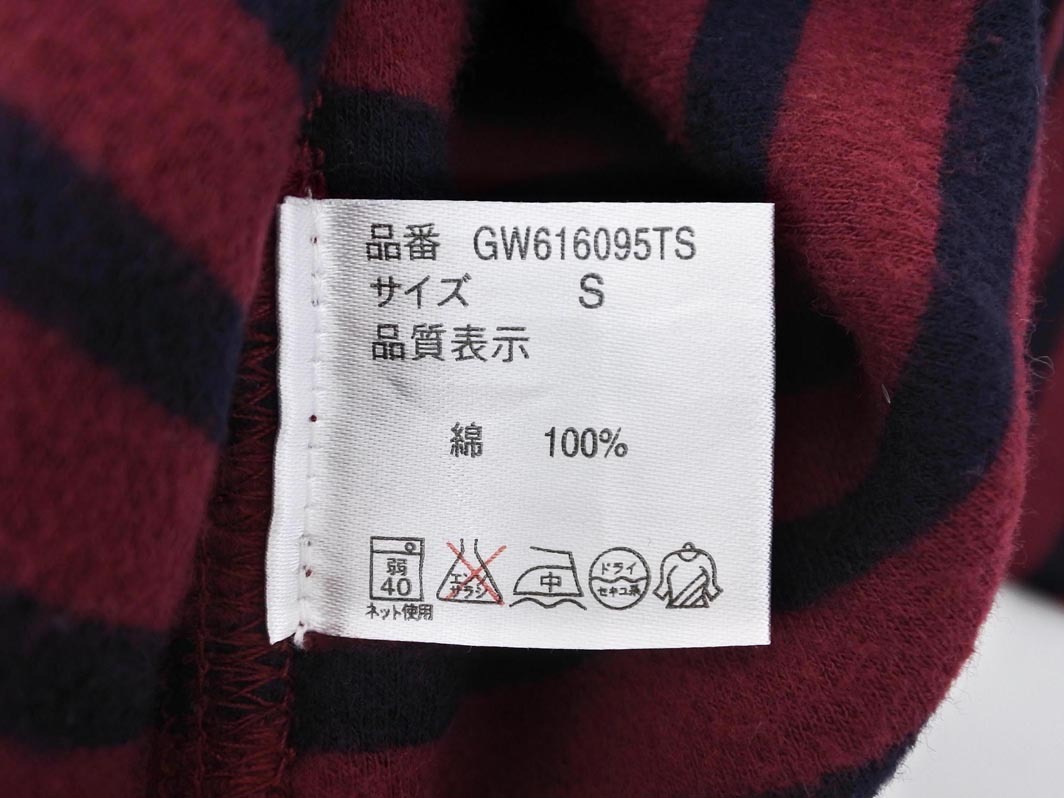 品番 GW616095TS
サイズ S
品質表示
綿 100%
弱
40
ネット使用
エンソ
サラシ
中
ドライ
セキユ系